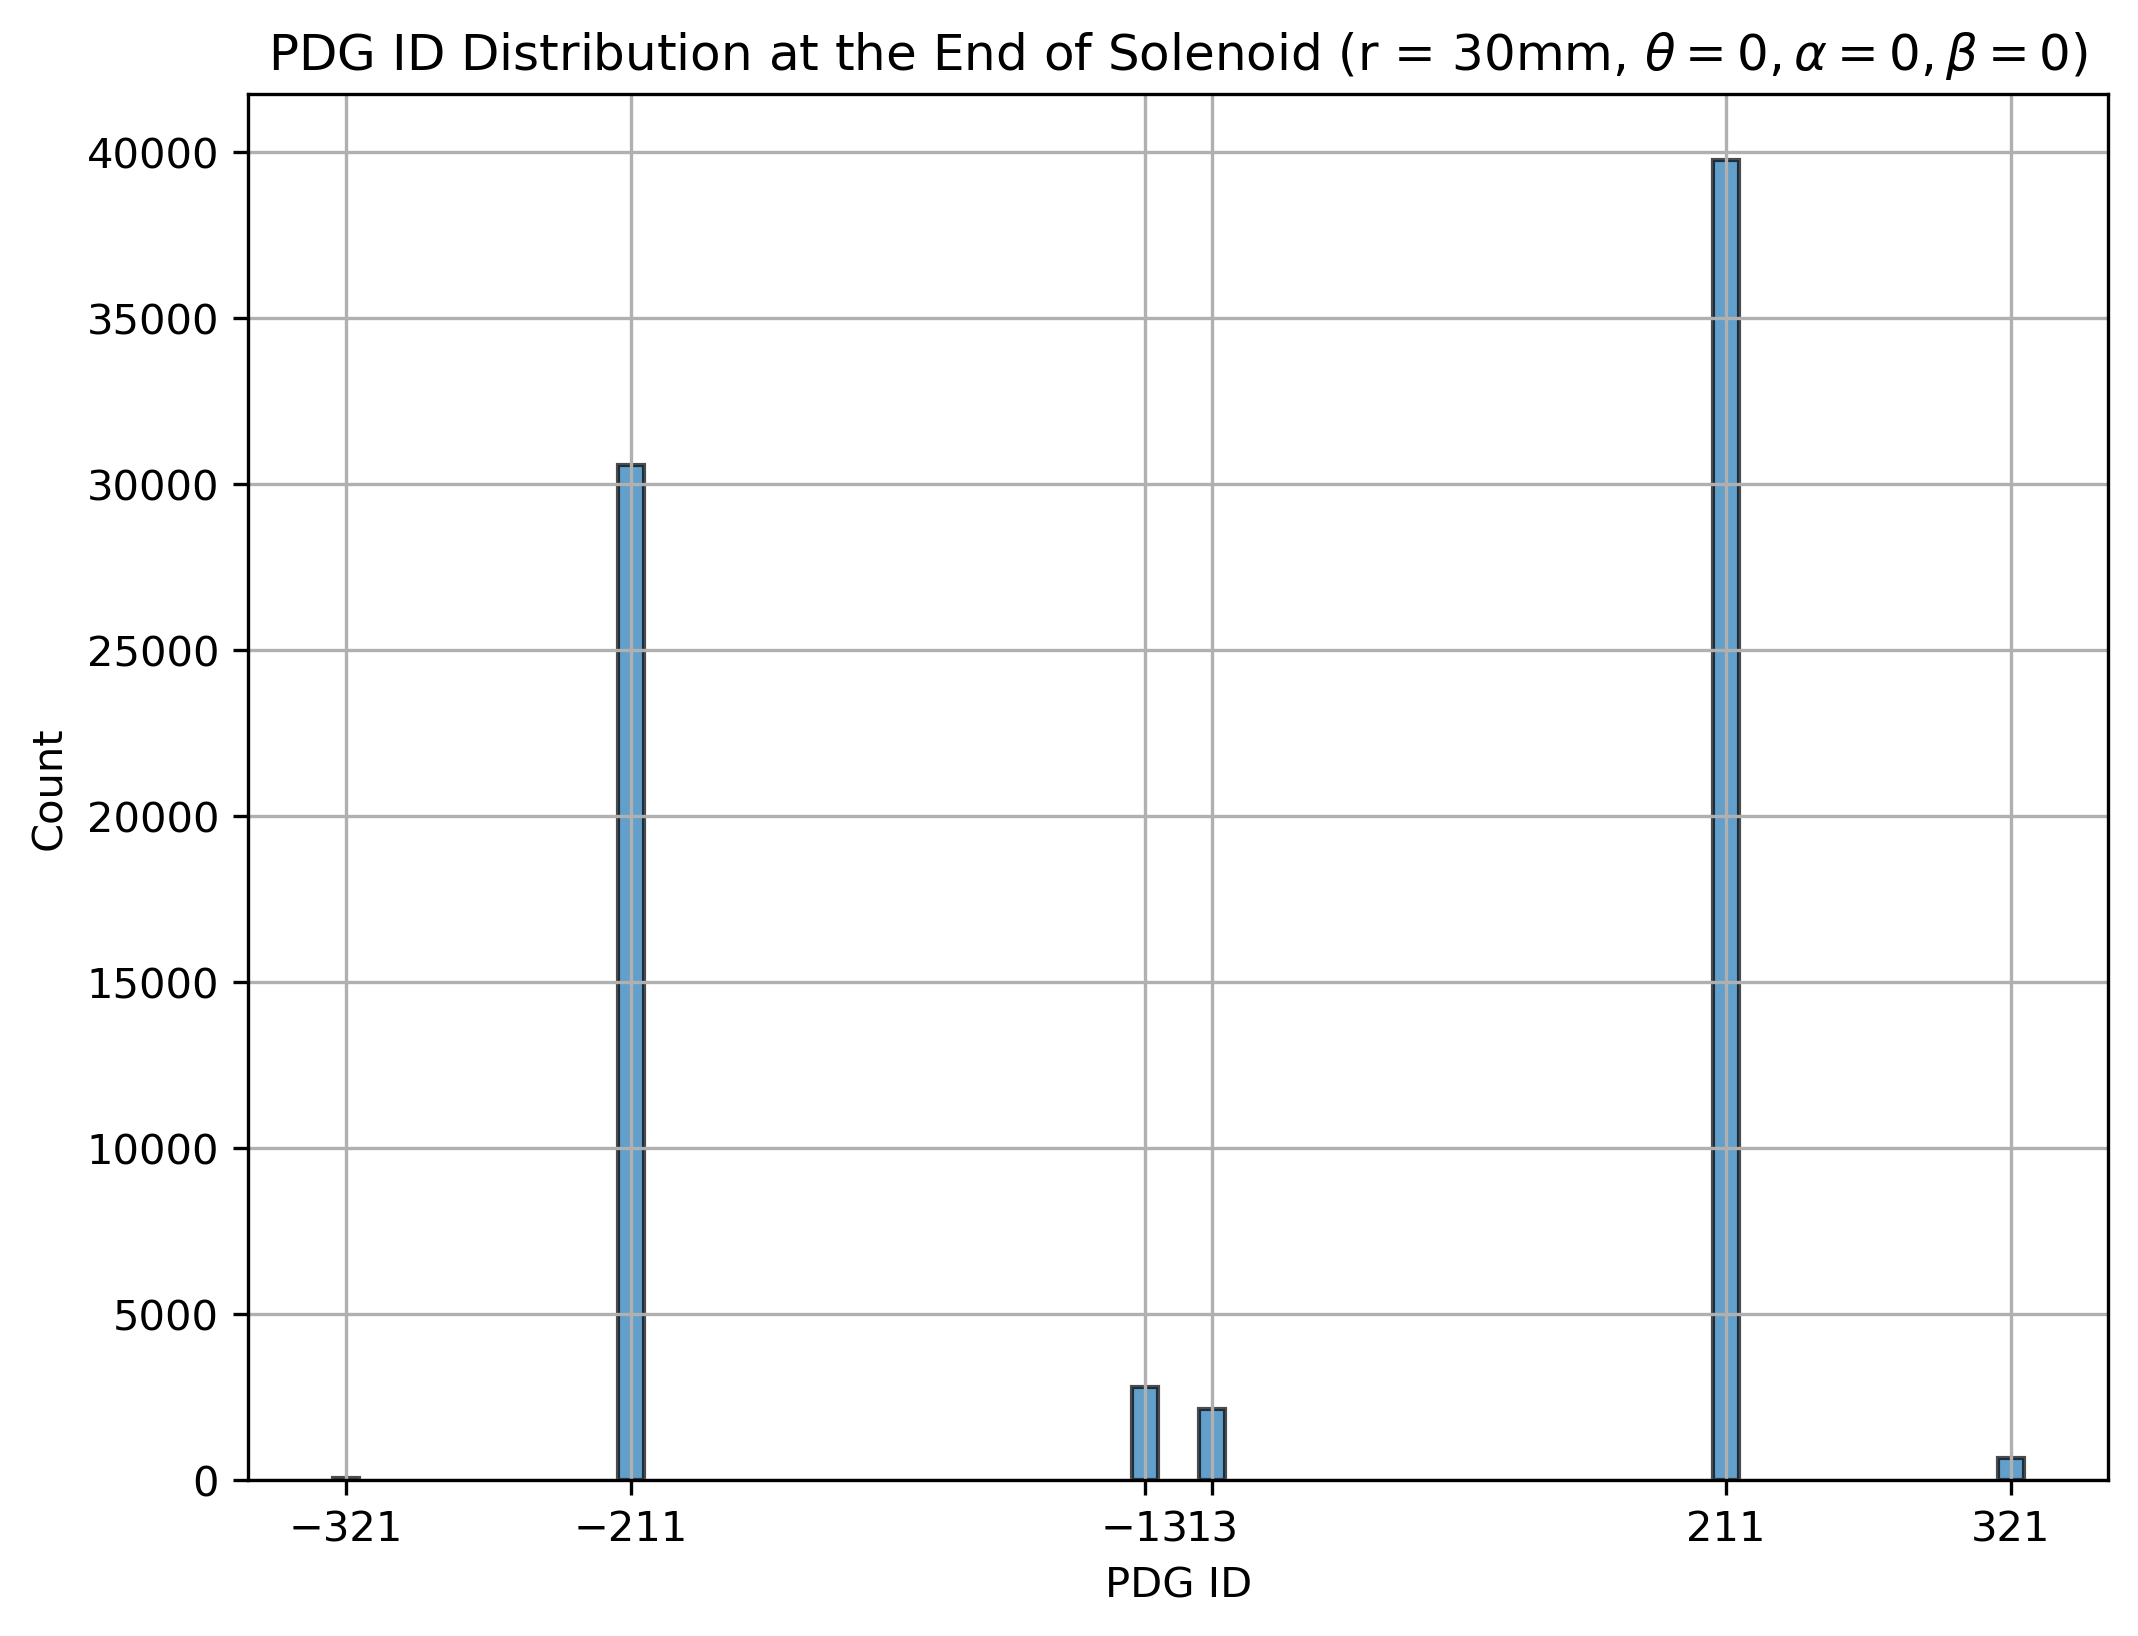 PDG ID Distribution at the End of Solenoid (r = 30mm, θ = 0, α = 0, β = 0)
40000
35000
30000
25000
20000
15000
10000
5000
0
Count
−321 −211 −13 13 211 321
PDG ID